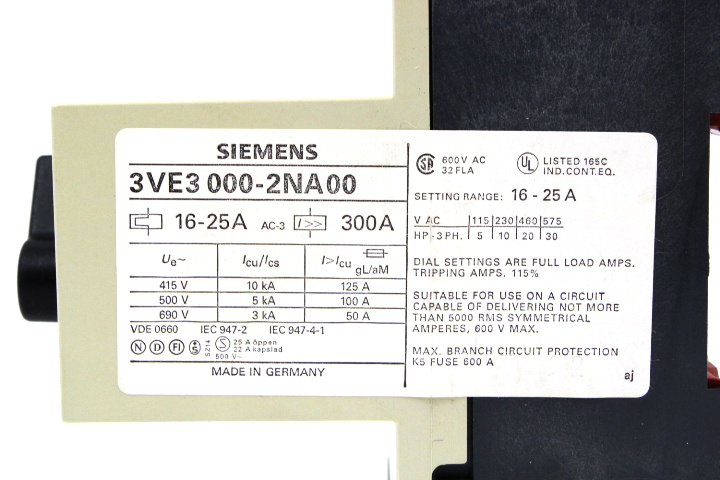 SIEMENS
3VE3 000-2NA00
16-25A AC-3 I>> 300A
Ue~ Icu/Ics I>Icu gL/aM
415 V 10 kA 125 A
500 V 5 kA 100 A
690 V 3 kA 50 A
VDE 0660 IEC 947-2 IEC 947-4-1
N D FI S SZ14 S 25 A öppen
22 A kapslad
500 V~
MADE IN GERMANY
SA 600V AC
32 FLA
UL LISTED 165C
IND.CONT.EQ.
SETTING RANGE: 16 - 25 A
V AC 115 230 460 575
HP-3PH. 5 10 20 30
DIAL SETTINGS ARE FULL LOAD AMPS.
TRIPPING AMPS. 115%
SUITABLE FOR USE ON A CIRCUIT
CAPABLE OF DELIVERING NOT MORE
THAN 5000 RMS SYMMETRICAL
AMPERES, 600 V MAX.
MAX. BRANCH CIRCUIT PROTECTION
K5 FUSE 600 A
aj